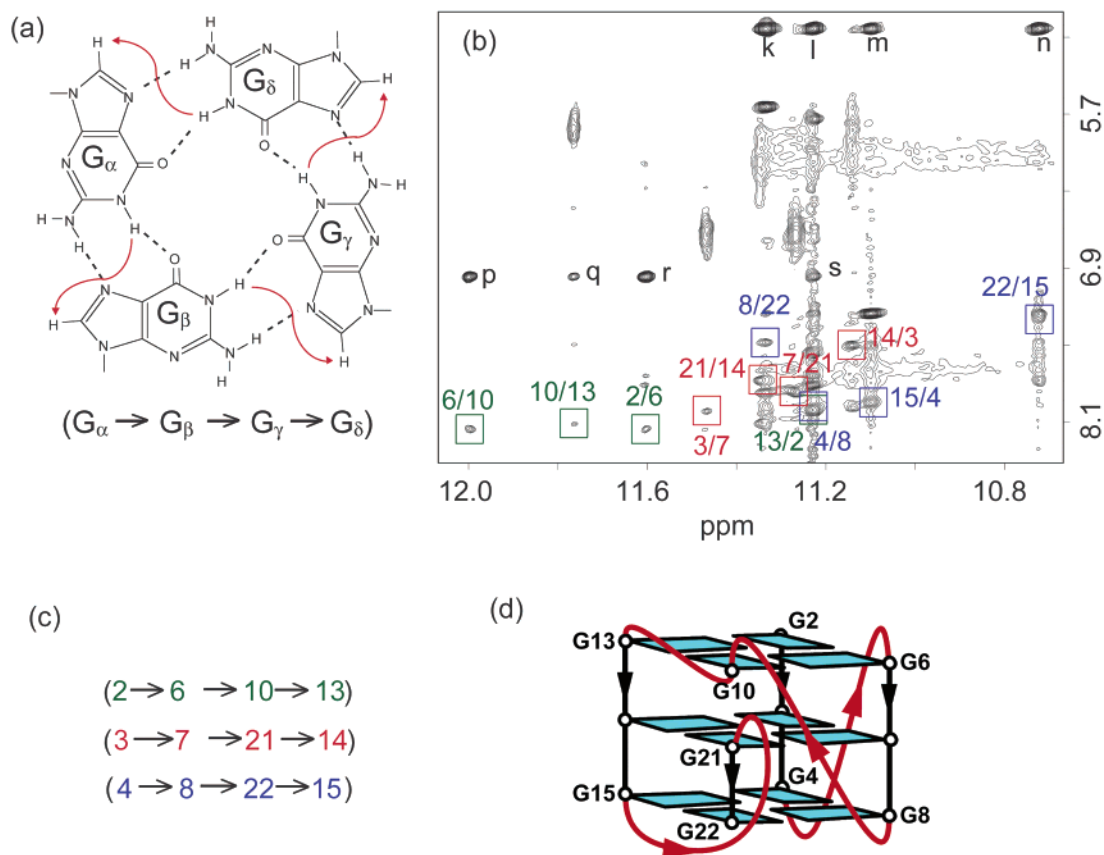 (a)
H
N
H
H
N
N
N
Gδ
H
H
N
N
N
H
N
O
Gα
O
N
H
H
N
N
H
N
H
N
H
H
N
Gγ
N
O
O
N
H
N
N
H
Gβ
N
H
N
N
H
N
H
H
(Gα → Gβ → Gγ → Gδ)
(b)
k
l
m
n
5.7
6.9
8.1
p
q
r
s
22/15
8/22
14/3
21/14
7/21
6/10
10/13
2/6
15/4
3/7
13/2
4/8
12.0
11.6
11.2
10.8
ppm
(c)
(2 → 6 → 10 → 13)
(3 → 7 → 21 → 14)
(4 → 8 → 22 → 15)
(d)
G2
G13
G6
G10
G21
G4
G15
G8
G22